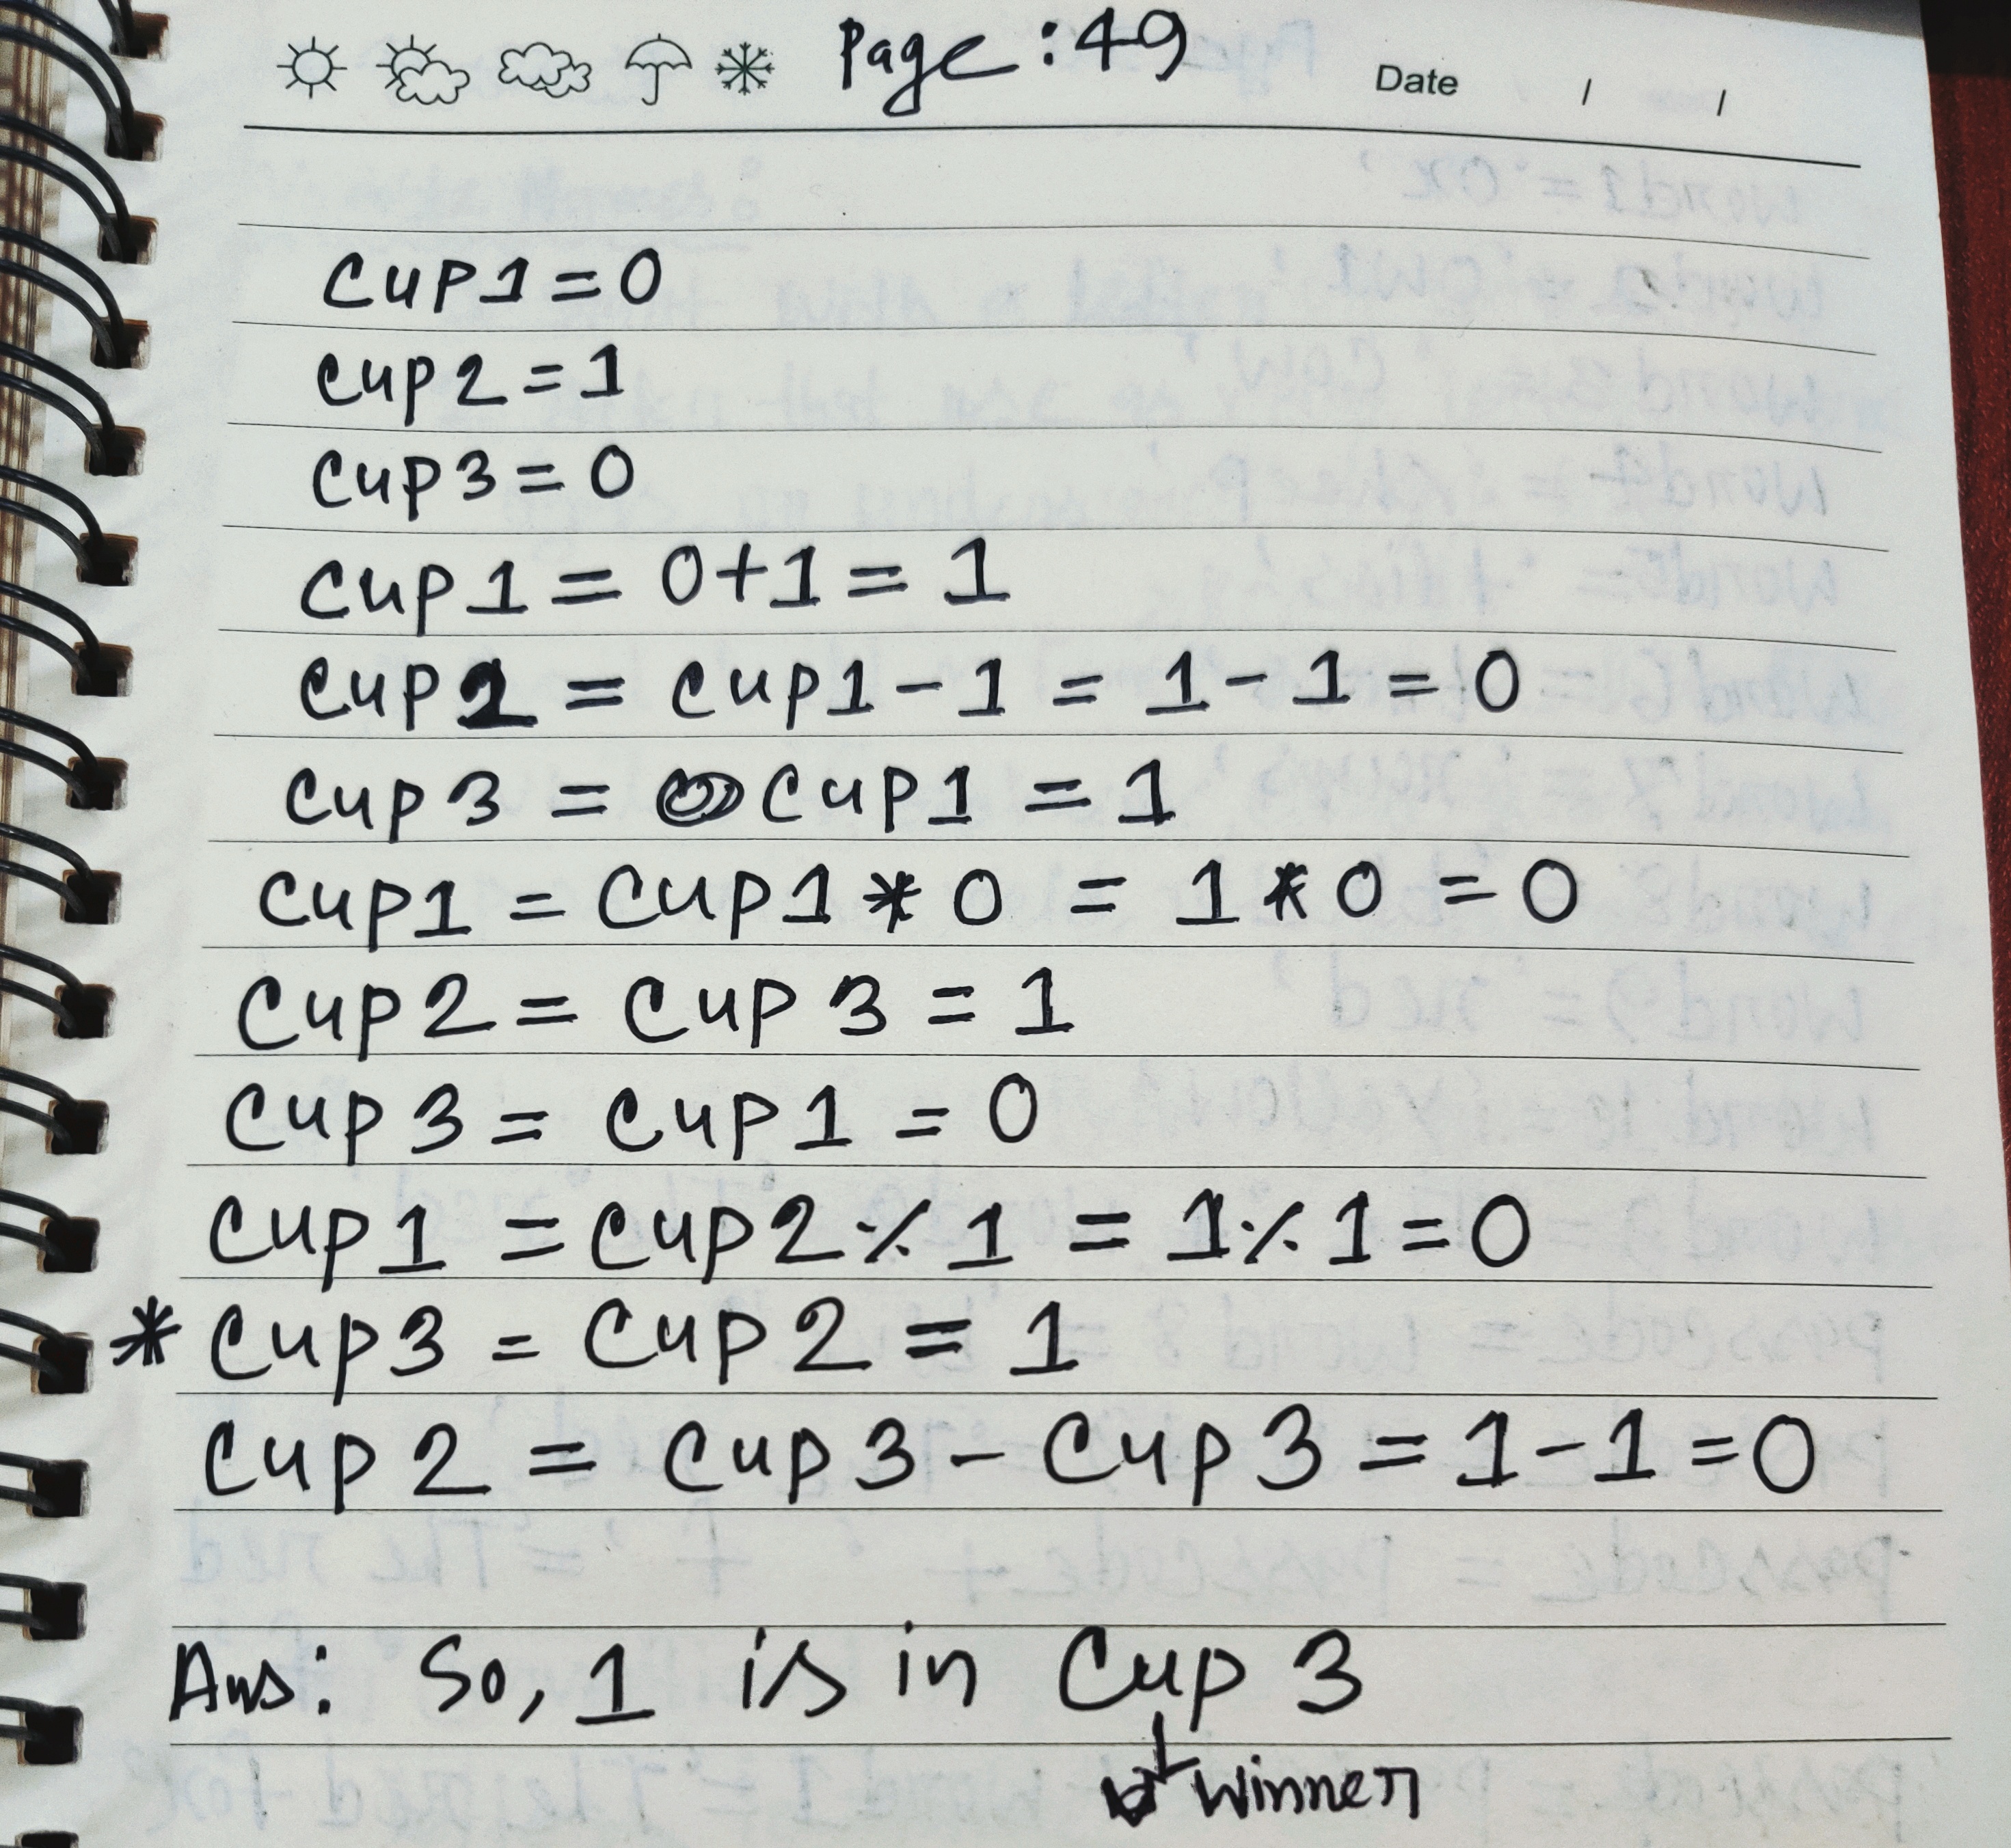 Page:49 Date / /
cup1=0
cup2=1
cup3=0
cup1=0+1=1
cup2=cup1-1=1-1=0
cup3=cup1=1
cup1=cup1*0=1*0=0
cup2=cup3=1
cup3=cup1=0
cup1=cup2%1=1%1=0
*cup3=cup2=1
cup2=cup3-cup3=1-1=0
Ans: So, 1 is in Cup 3
winner